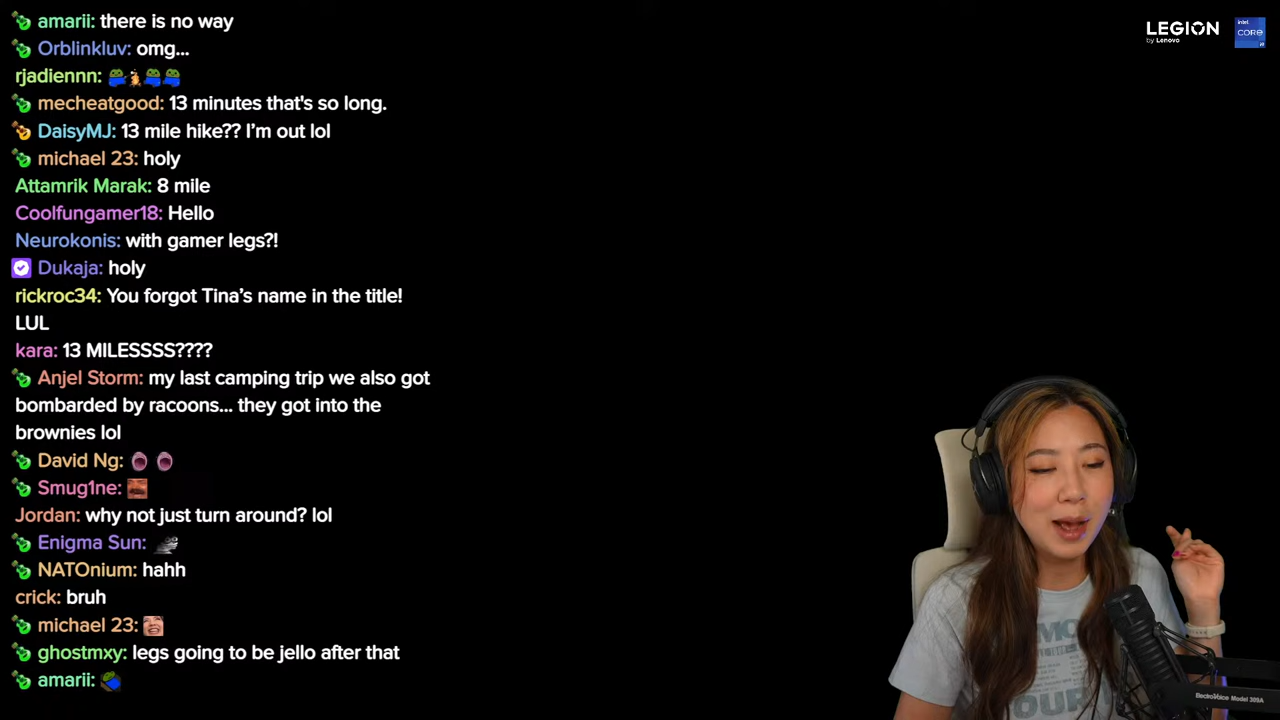 amarii: there is no way
Orblinkluv: omg...
rjadiennn:
mecheatgood: 13 minutes that's so long.
DaisyMJ: 13 mile hike?? I'm out lol
michael 23: holy
Attamrik Marak: 8 mile
Coolfungamer18: Hello
Neurokonis: with gamer legs?!
Dukaja: holy
rickroc34: You forgot Tina's name in the title!
LUL
kara: 13 MILESSSS????
Anjel Storm: my last camping trip we also got
bombarded by racoons... they got into the
brownies lol
David Ng:
Smug1ne:
Jordan: why not just turn around? lol
Enigma Sun:
NATOnium: hahh
crick: bruh
michael 23:
ghostmxy: legs going to be jello after that
amarii:
LEGION
by Lenovo
intel
CORE
ElectroVoice Model 309A